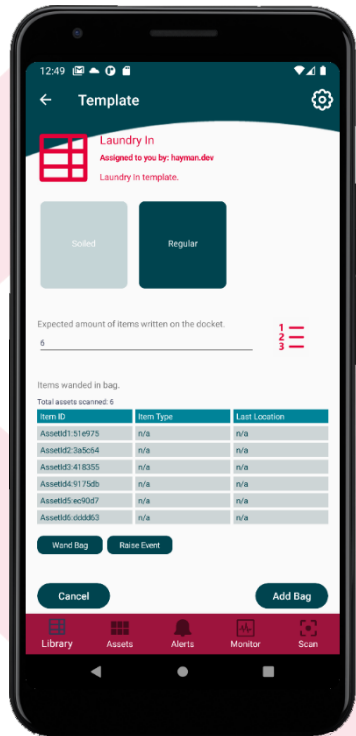 12:49
Template
Laundry In
Assigned to you by: hayman.dev
Laundry In template.
Soiled Regular
Expected amount of items written on the docket.
6
1
2
3
Items wanded in bag.
Total assets scanned: 6
Item ID Item Type Last Location
AssetId1:51e975 n/a n/a
AssetId2:3a5c64 n/a n/a
AssetId3:418355 n/a n/a
AssetId4:9175db n/a n/a
AssetId5:ec90d7 n/a n/a
AssetId6:dddd63 n/a n/a
Wand Bag Raise Event
Cancel Add Bag
Library Assets Alerts Monitor Scan